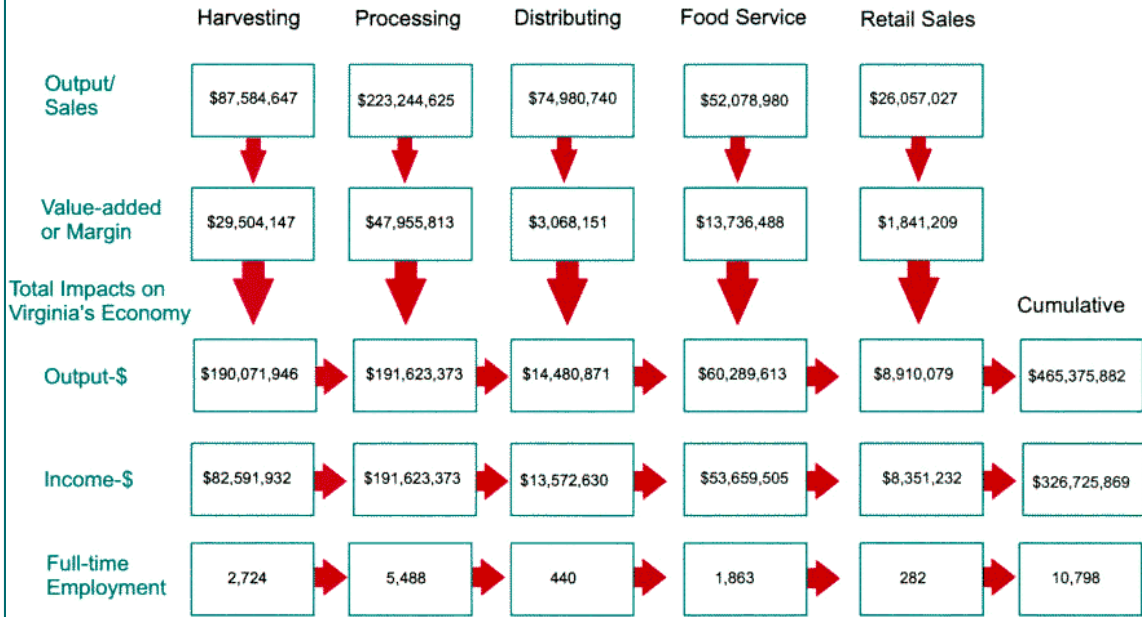 Harvesting Processing Distributing Food Service Retail Sales
Output/
Sales
$87,584,647 $223,244,625 $74,980,740 $52,078,980 $26,057,027
Value-added
or Margin
$29,504,147 $47,955,813 $3,068,151 $13,736,488 $1,841,209
Total Impacts on
Virginia's Economy
Cumulative
Output-$ $190,071,946 $191,623,373 $14,480,871 $60,289,613 $8,910,079 $465,375,882
Income-$ $82,591,932 $191,623,373 $13,572,630 $53,659,505 $8,351,232 $326,725,869
Full-time
Employment
2,724 5,488 440 1,863 282 10,798